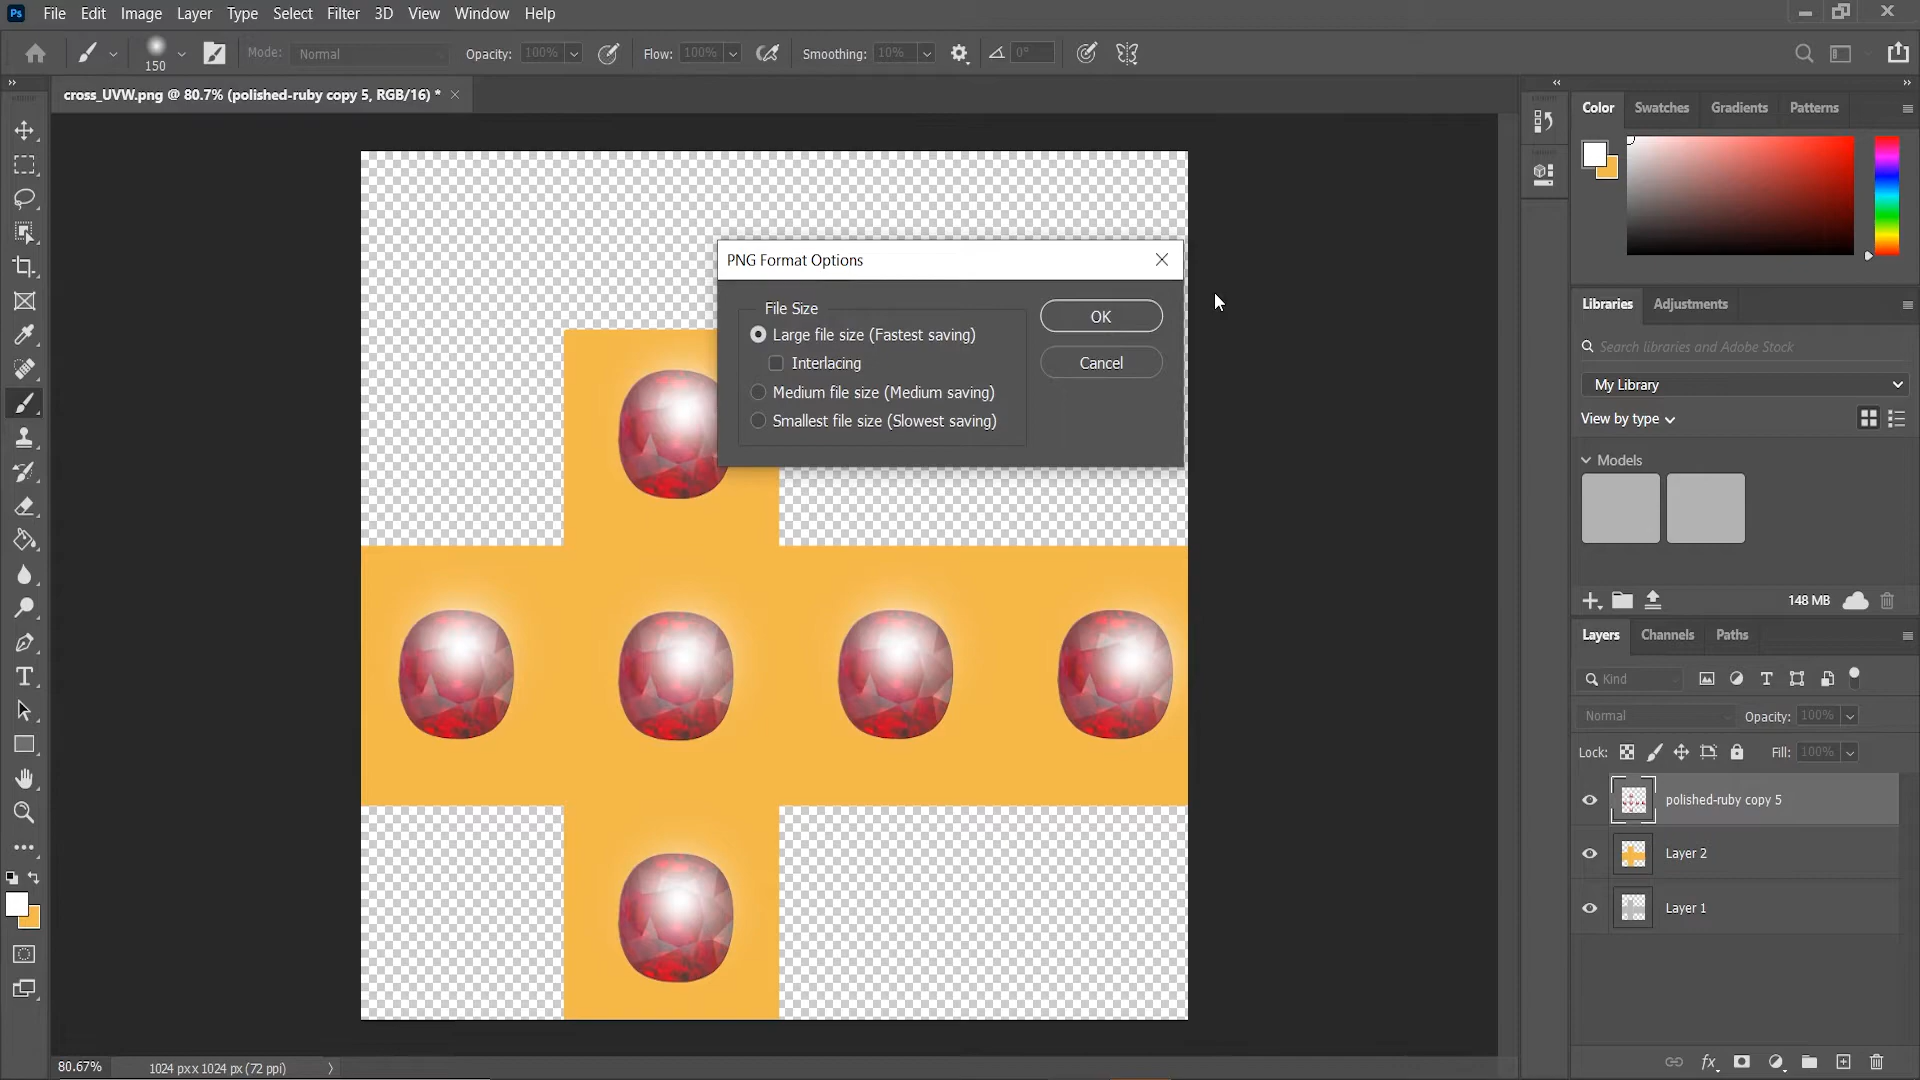 Ps File Edit Image Layer Type Select Filter 3D View Window Help
150 Mode: Normal Opacity: 100% Flow: 100% Smoothing: 10% 0°
cross_UVW.png @ 80.7% (polished-ruby copy 5, RGB/16) *
Color Swatches Gradients Patterns
PNG Format Options
File Size
Large file size (Fastest saving)
Interlacing
Medium file size (Medium saving)
Smallest file size (Slowest saving)
OK
Cancel
Libraries Adjustments
Search libraries and Adobe Stock
My Library
View by type
Models
148 MB
Layers Channels Paths
Kind
Normal Opacity: 100%
Lock: Fill: 100%
polished-ruby copy 5
Layer 2
Layer 1
80.67% 1024 px x 1024 px (72 ppi)